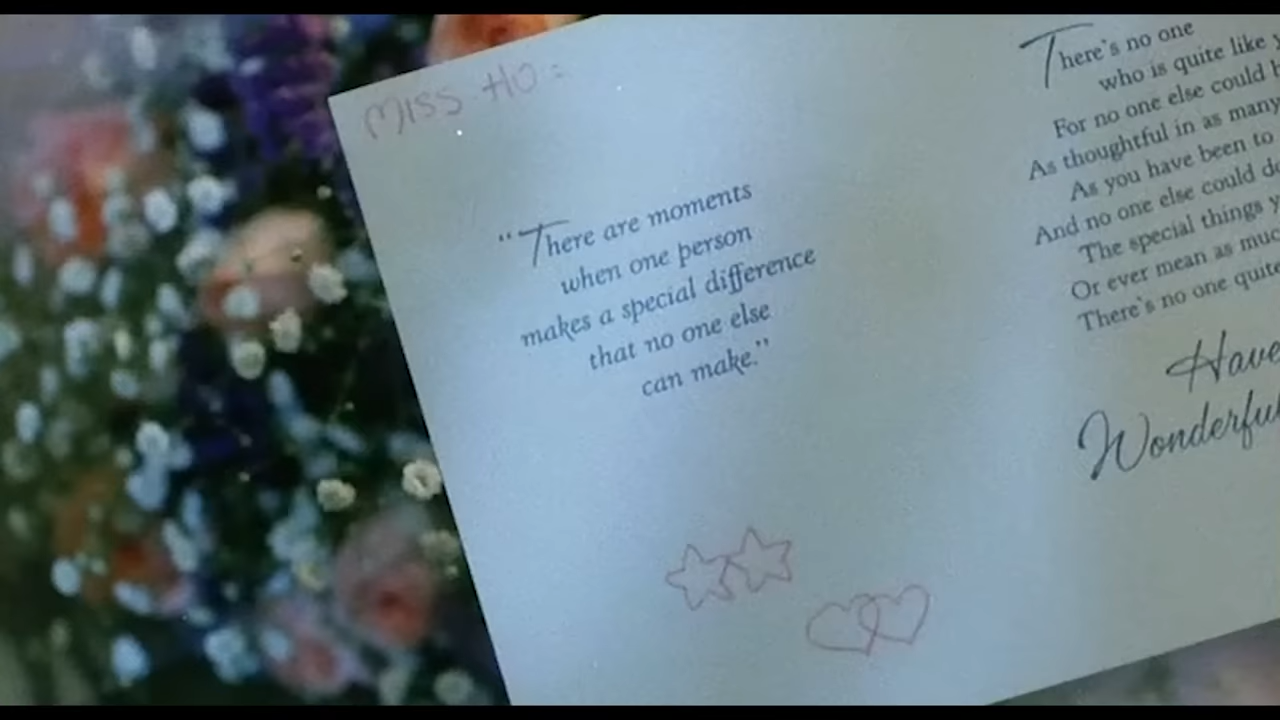 MISS HO
“There are moments
when one person
makes a special difference
that no one else
can make.”
There's no one
who is quite like
For no one else could
As thoughtful in as many
As you have been to
And no one else could
The special things
Or ever mean as
There's no one quite
Have